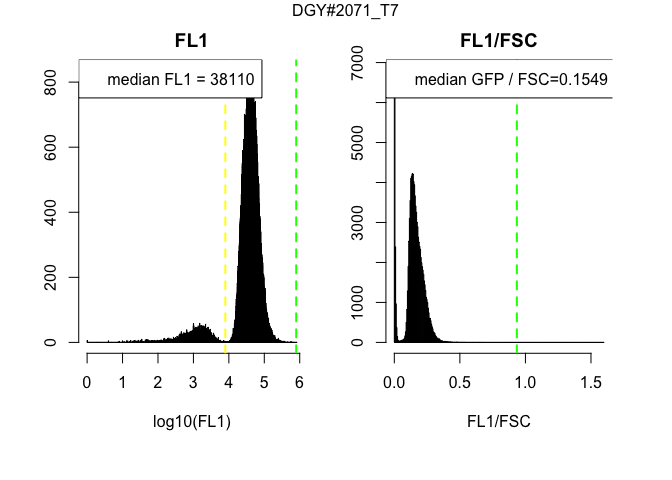 DGY#2071_T7
FL1
FL1/FSC
median FL1 = 38110
median GFP / FSC=0.1549
800
600
400
200
0
7000
5000
3000
1000
0
0 1 2 3 4 5 6
0.0 0.5 1.0 1.5
log10(FL1)
FL1/FSC